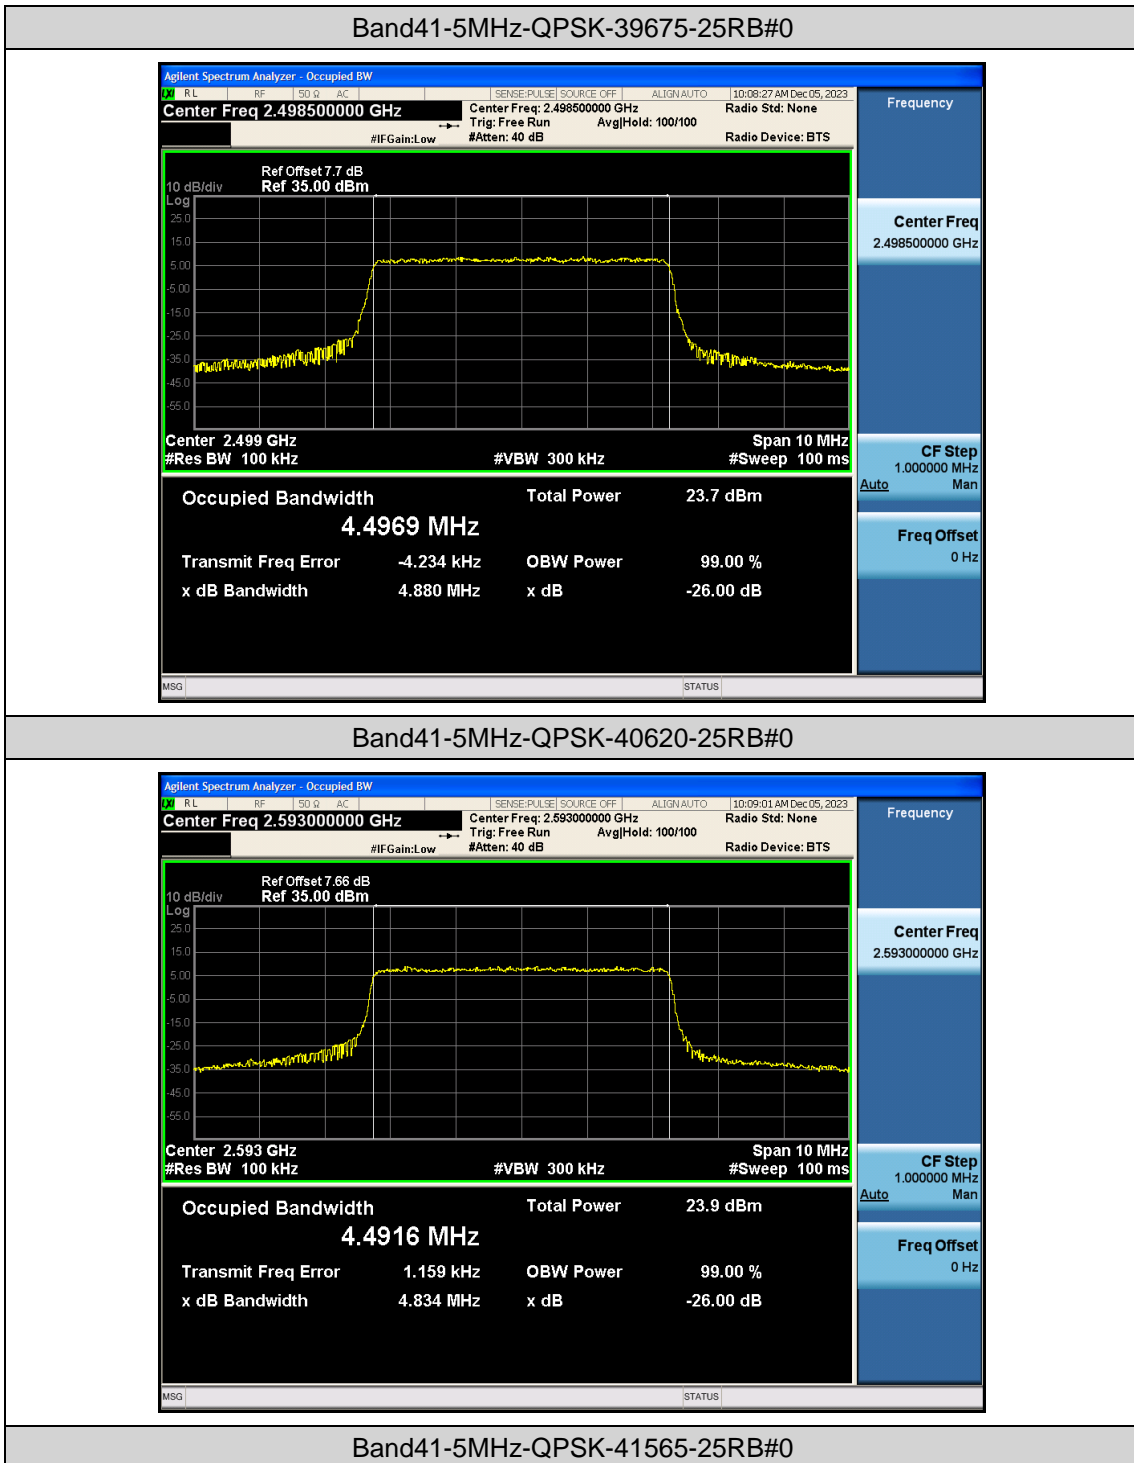 Band41-5MHz-QPSK-39675-25RB#0
Agilent Spectrum Analyzer - Occupied BW
LXI RL RF 50 Ω AC SENSE:PULSE SOURCE OFF ALIGN AUTO 10:08:27 AM Dec 05, 2023
Center Freq 2.498500000 GHz
Center Freq: 2.498500000 GHz
Radio Std: None
Trig: Free Run Avg|Hold: 100/100
#IFGain:Low #Atten: 40 dB Radio Device: BTS
Frequency
Ref Offset 7.7 dB
10 dB/div Ref 35.00 dBm
Log
25.0
15.0
5.00
-5.00
-15.0
-25.0
-35.0
-45.0
-55.0
Center 2.499 GHz Span 10 MHz
#Res BW 100 kHz #VBW 300 kHz #Sweep 100 ms
Center Freq
2.498500000 GHz
CF Step
1.000000 MHz
Auto Man
Freq Offset
0 Hz
Occupied Bandwidth Total Power 23.7 dBm
4.4969 MHz
Transmit Freq Error -4.234 kHz OBW Power 99.00 %
x dB Bandwidth 4.880 MHz x dB -26.00 dB
MSG STATUS
Band41-5MHz-QPSK-40620-25RB#0
Agilent Spectrum Analyzer - Occupied BW
LXI RL RF 50 Ω AC SENSE:PULSE SOURCE OFF ALIGN AUTO 10:09:01 AM Dec 05, 2023
Center Freq 2.593000000 GHz
Center Freq: 2.593000000 GHz
Radio Std: None
Trig: Free Run Avg|Hold: 100/100
#IFGain:Low #Atten: 40 dB Radio Device: BTS
Frequency
Ref Offset 7.66 dB
10 dB/div Ref 35.00 dBm
Log
25.0
15.0
5.00
-5.00
-15.0
-25.0
-35.0
-45.0
-55.0
Center 2.593 GHz Span 10 MHz
#Res BW 100 kHz #VBW 300 kHz #Sweep 100 ms
Center Freq
2.593000000 GHz
CF Step
1.000000 MHz
Auto Man
Freq Offset
0 Hz
Occupied Bandwidth Total Power 23.9 dBm
4.4916 MHz
Transmit Freq Error 1.159 kHz OBW Power 99.00 %
x dB Bandwidth 4.834 MHz x dB -26.00 dB
MSG STATUS
Band41-5MHz-QPSK-41565-25RB#0